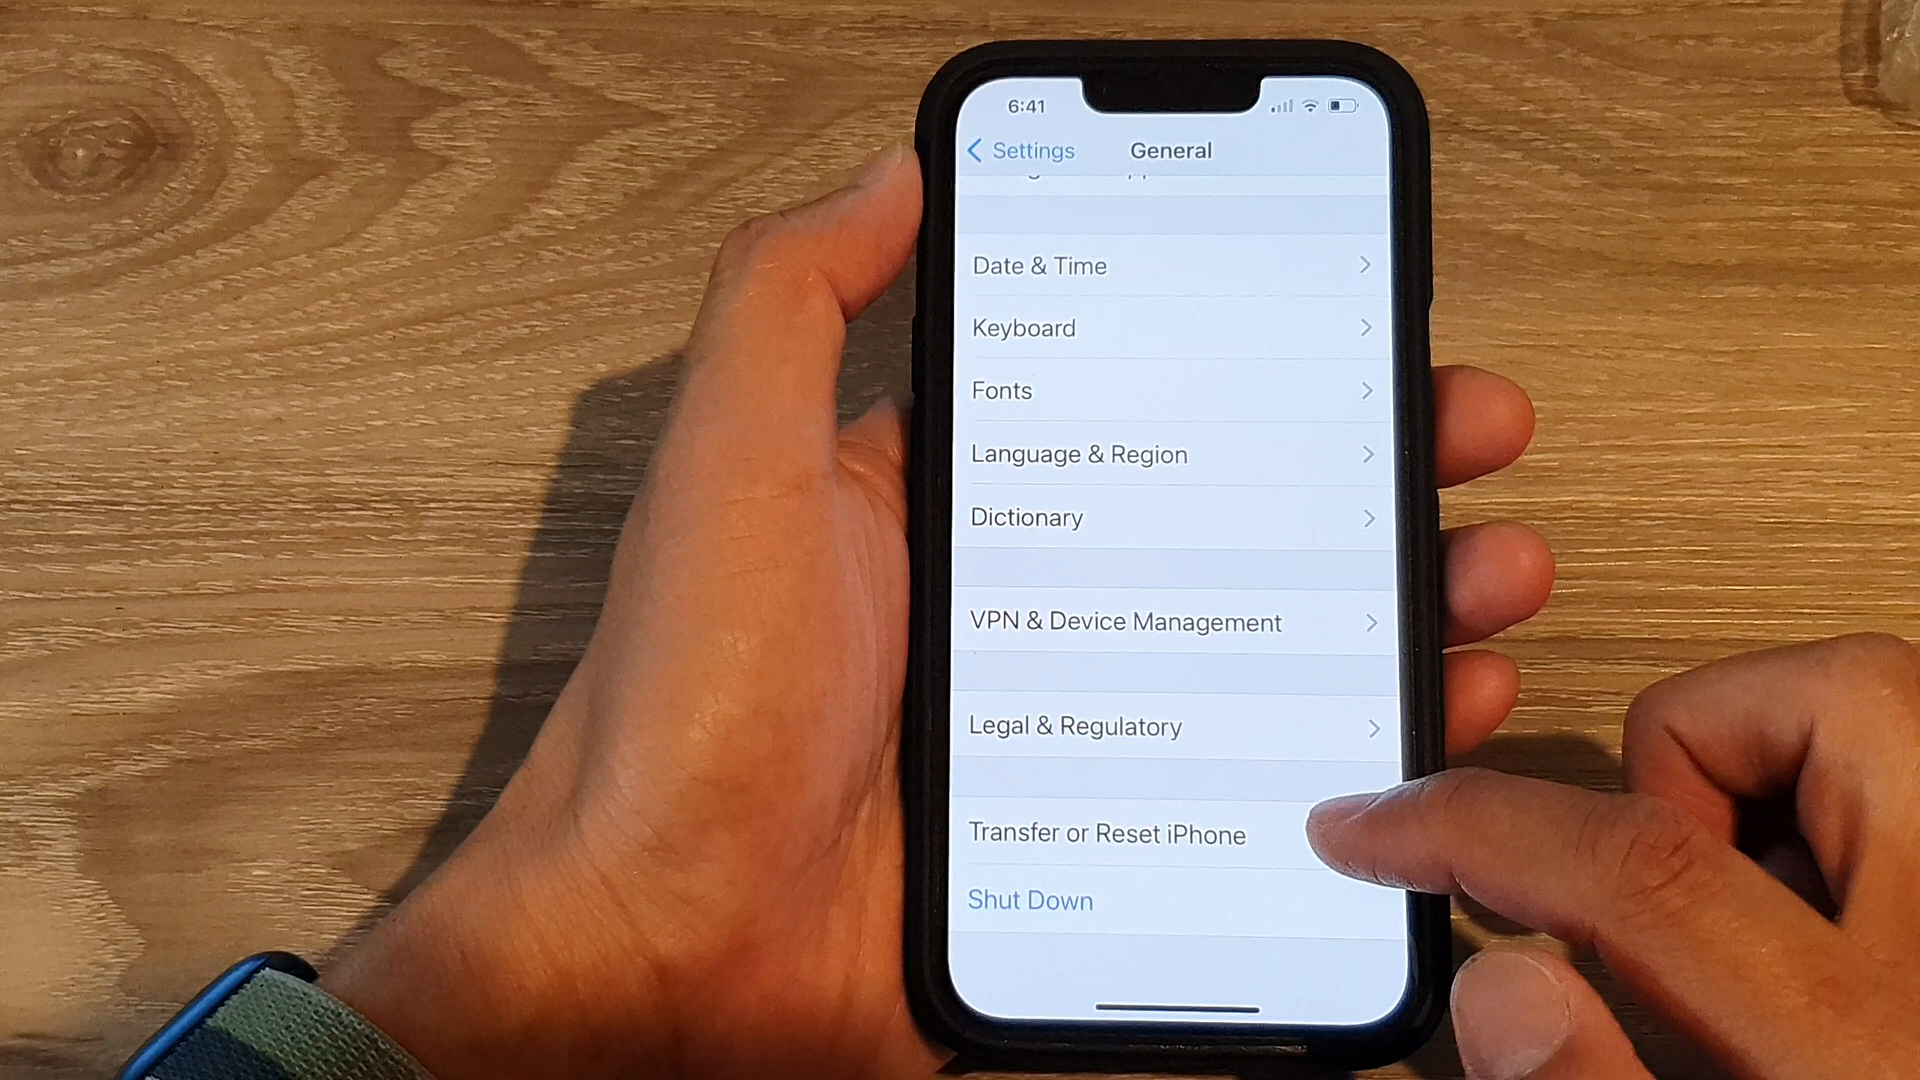 6:41
Settings
General
Date & Time
Keyboard
Fonts
Language & Region
Dictionary
VPN & Device Management
Legal & Regulatory
Transfer or Reset iPhone
Shut Down